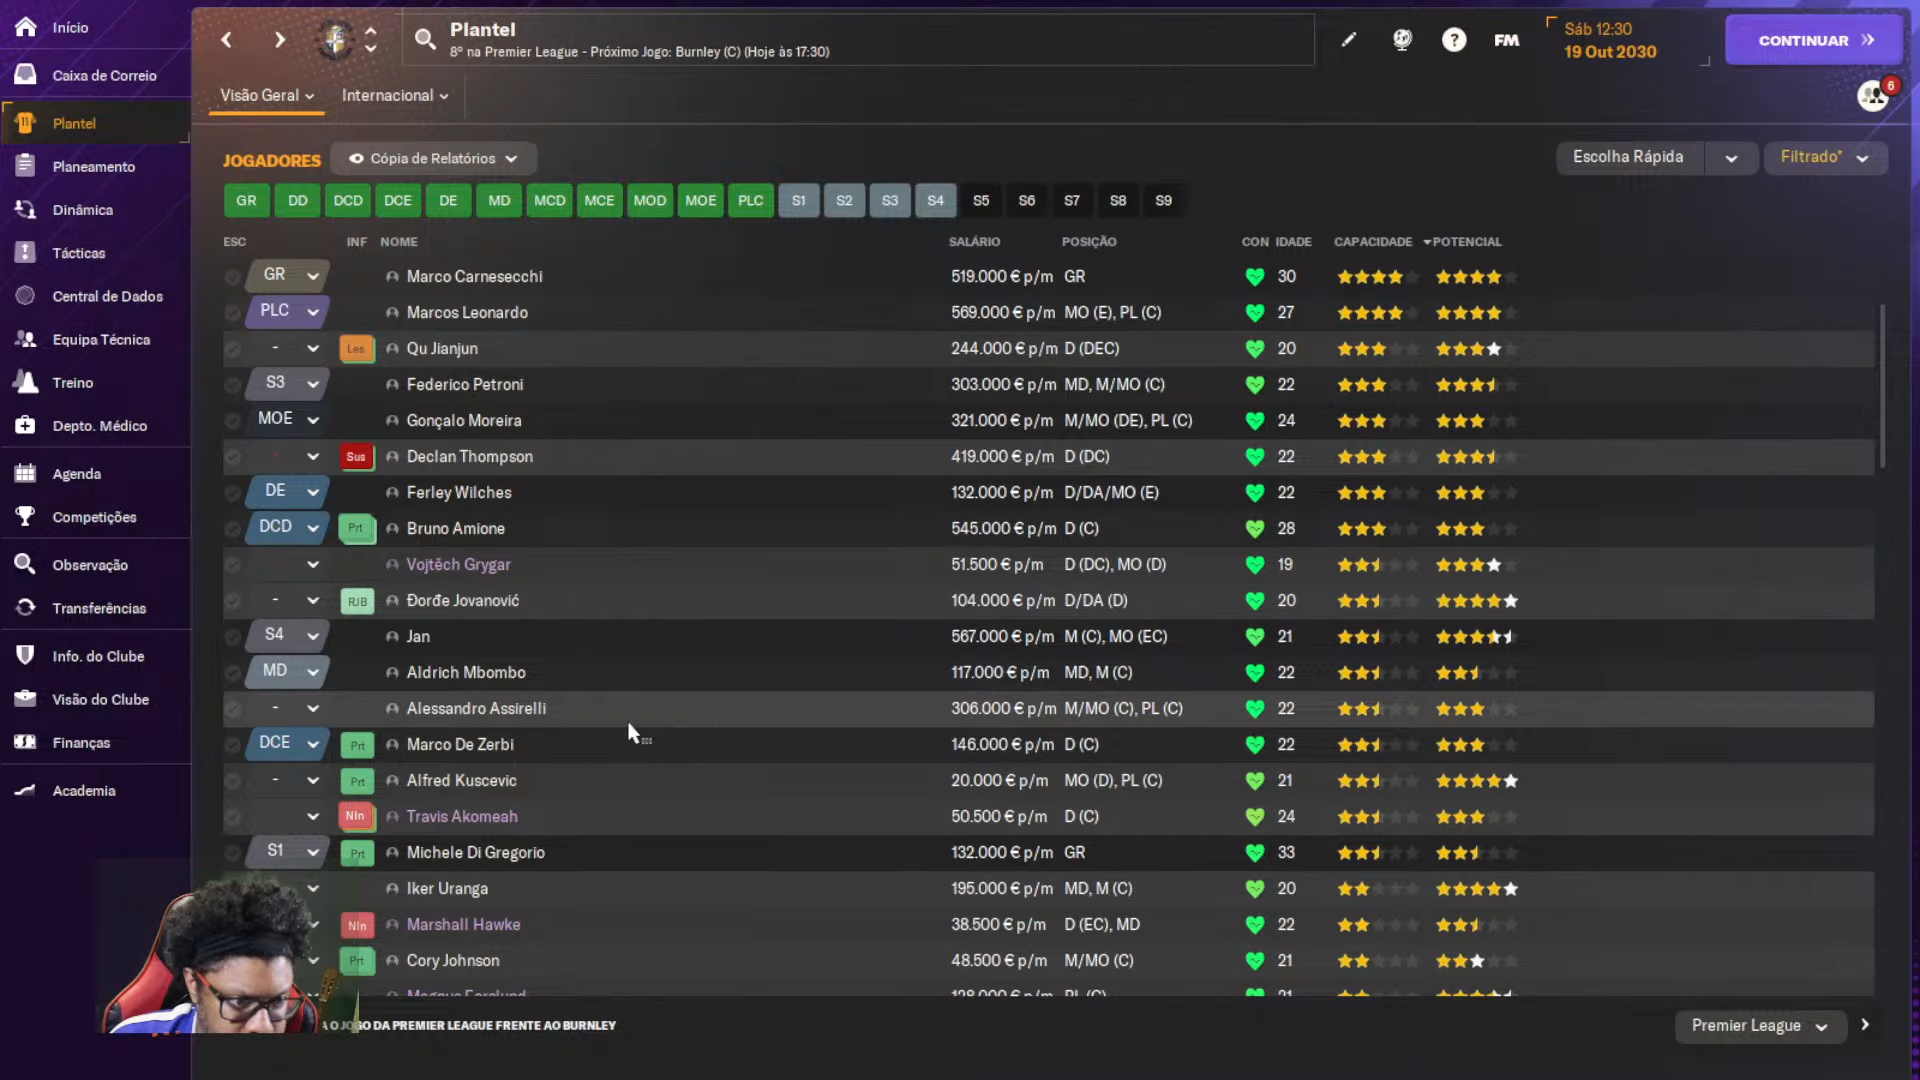 Início
Caixa de Correio
Plantel
Planeamento
Dinâmica
Tácticas
Central de Dados
Equipa Técnica
Treino
Depto. Médico
Agenda
Competições
Observação
Transferências
Info. do Clube
Visão do Clube
Finanças
Academia
Plantel
8º na Premier League - Próximo Jogo: Burnley (C) (Hoje às 17:30)
?
FM
Sáb 12:30
19 Out 2030
CONTINUAR
6
Visão Geral
Internacional
JOGADORES
Cópia de Relatórios
Escolha Rápida
Filtrado*
GR DD DCD DCE DE MD MCD MCE MOD MOE PLC S1 S2 S3 S4 S5 S6 S7 S8 S9
ESC INF NOME SALÁRIO POSIÇÃO CON IDADE CAPACIDADE POTENCIAL
GR Marco Carnesecchi 519.000 € p/m GR 30
PLC Marcos Leonardo 569.000 € p/m MO (E), PL (C) 27
- Les Qu Jianjun 244.000 € p/m D (DEC) 20
S3 Federico Petroni 303.000 € p/m MD, M/MO (C) 22
MOE Gonçalo Moreira 321.000 € p/m M/MO (DE), PL (C) 24
- Sus Declan Thompson 419.000 € p/m D (DC) 22
DE Ferley Wilches 132.000 € p/m D/DA/MO (E) 22
DCD Prt Bruno Amione 545.000 € p/m D (C) 28
Vojtěch Grygar 51.500 € p/m D (DC), MO (D) 19
- RJB Đorđe Jovanović 104.000 € p/m D/DA (D) 20
S4 Jan 567.000 € p/m M (C), MO (EC) 21
MD Aldrich Mbombo 117.000 € p/m MD, M (C) 22
- Alessandro Assirelli 306.000 € p/m M/MO (C), PL (C) 22
DCE Prt Marco De Zerbi 146.000 € p/m D (C) 22
- Prt Alfred Kuscevic 20.000 € p/m MO (D), PL (C) 21
NIn Travis Akomeah 50.500 € p/m D (C) 24
S1 Prt Michele Di Gregorio 132.000 € p/m GR 33
Iker Uranga 195.000 € p/m MD, M (C) 20
NIn Marshall Hawke 38.500 € p/m D (EC), MD 22
Prt Cory Johnson 48.500 € p/m M/MO (C) 21
O JOGO DA PREMIER LEAGUE FRENTE AO BURNLEY
Premier League